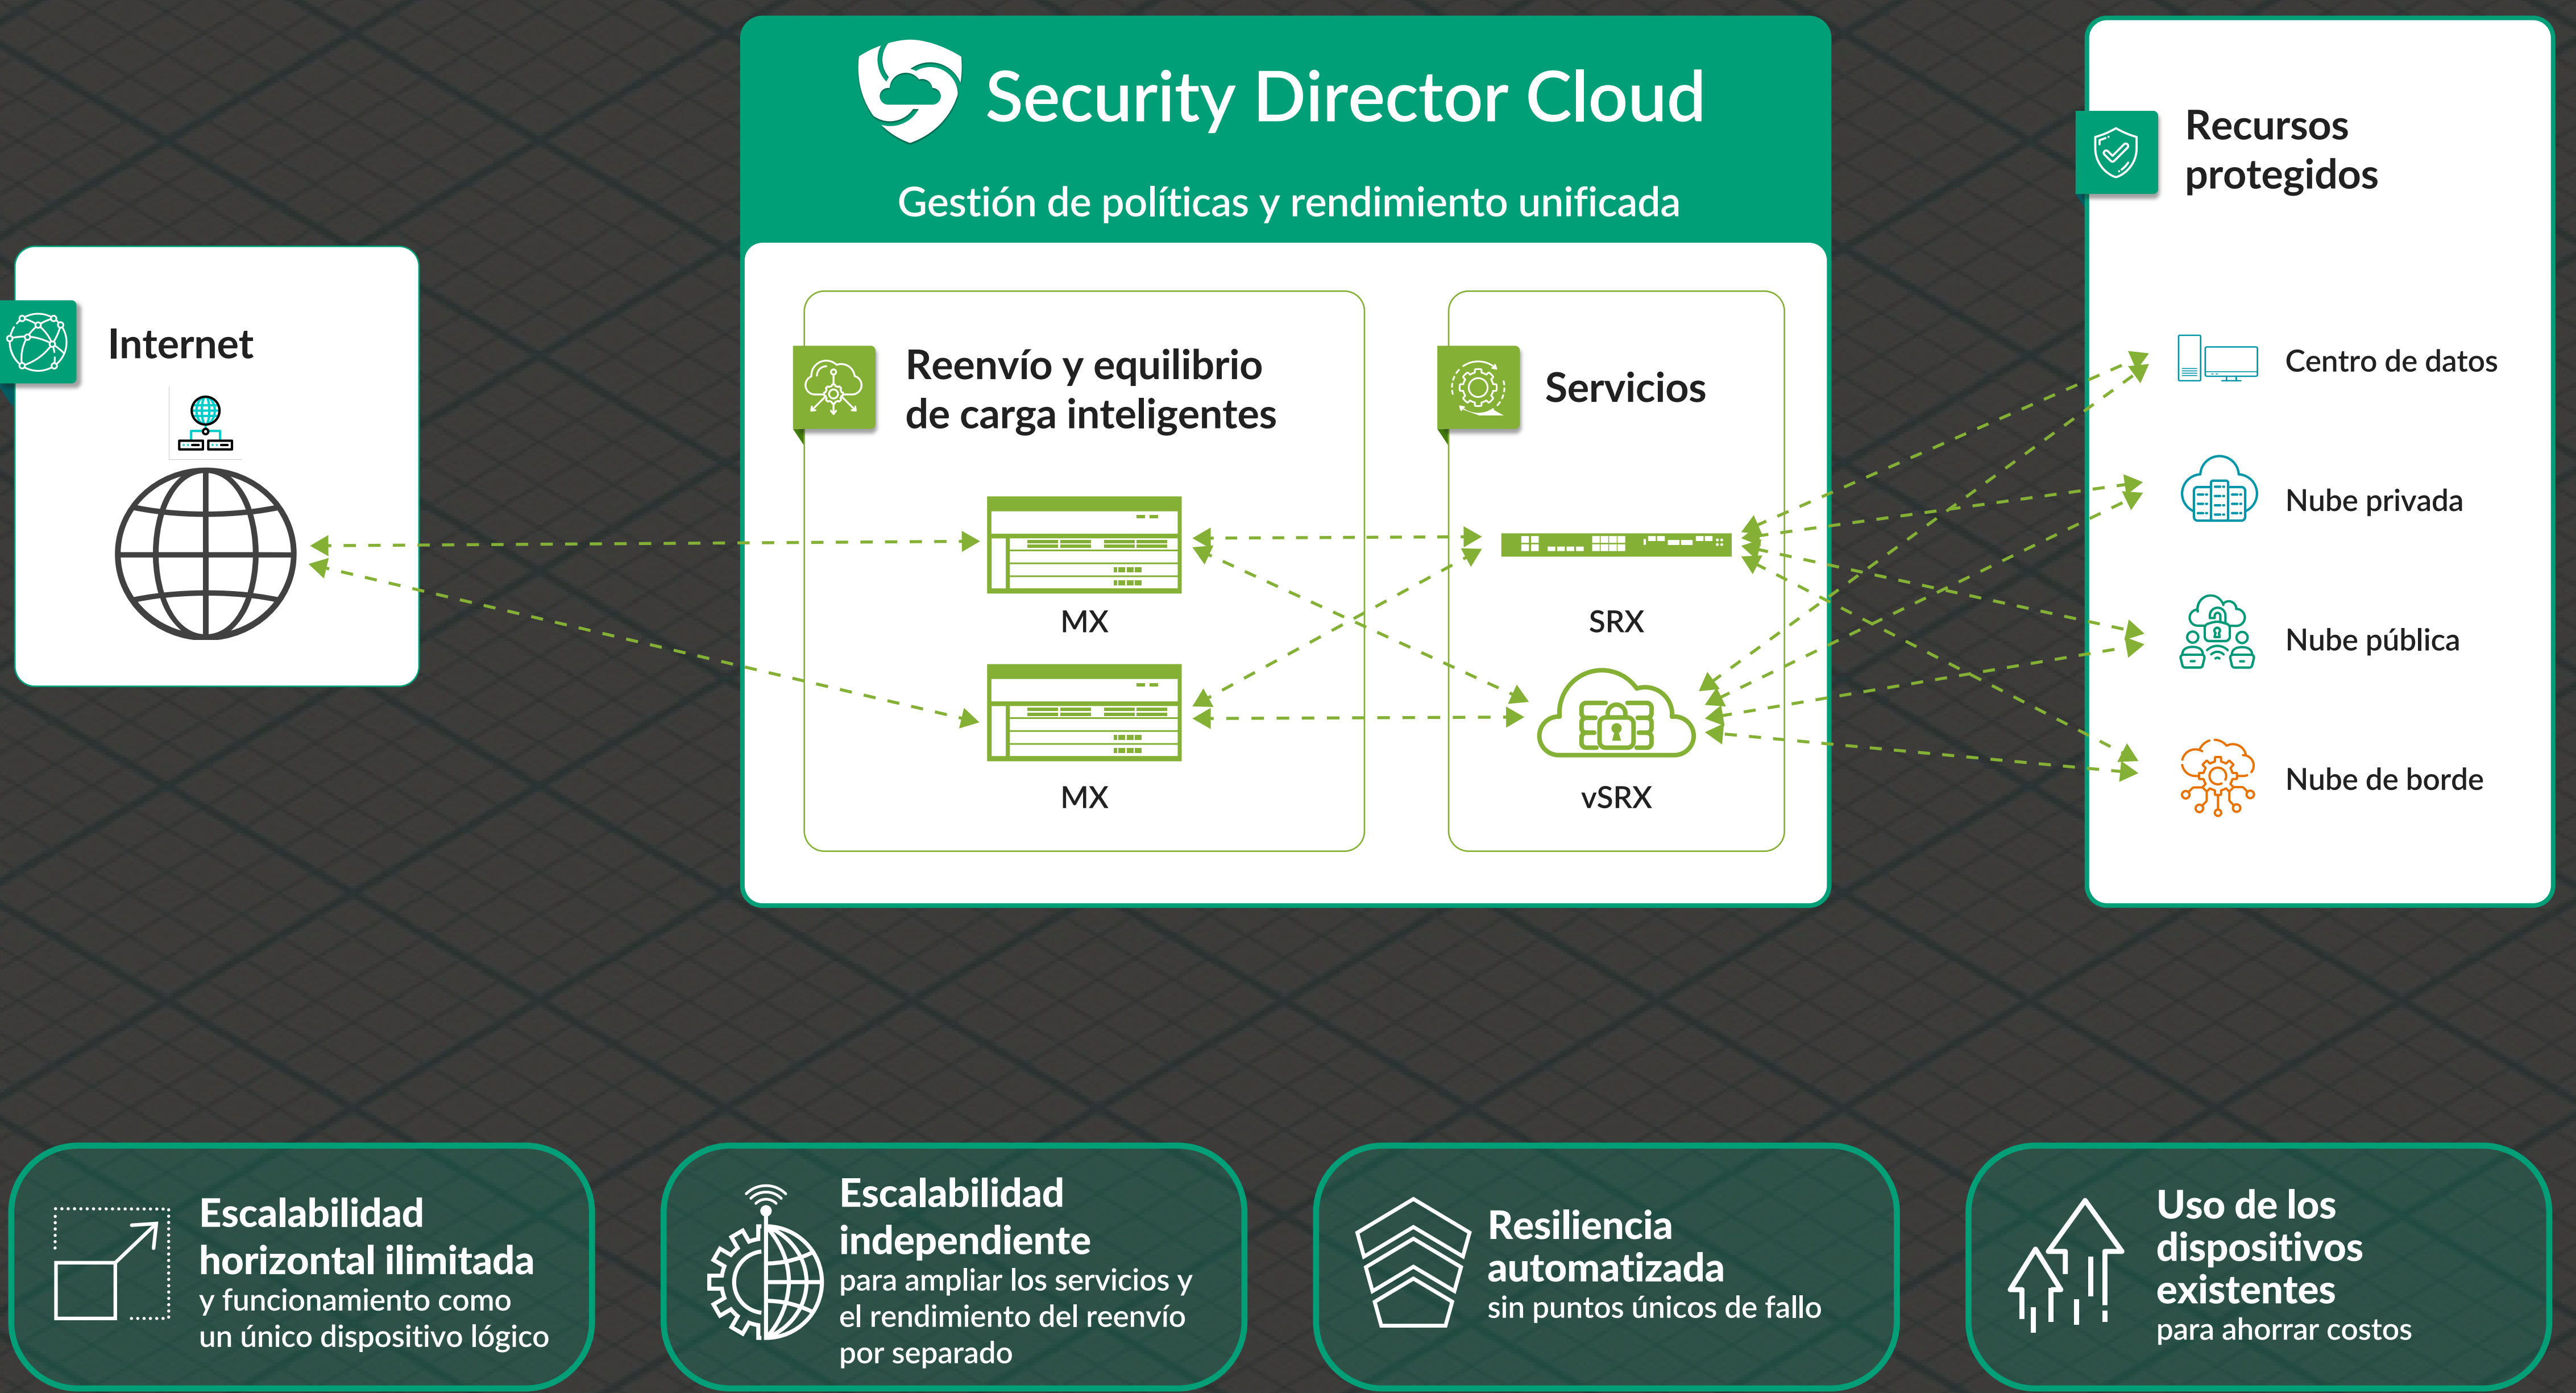 Security Director Cloud
Gestión de políticas y rendimiento unificada
Internet
Reenvío y equilibrio
de carga inteligentes
MX
MX
Servicios
SRX
vSRX
Recursos
protegidos
Centro de datos
Nube privada
Nube pública
Nube de borde
Escalabilidad
horizontal ilimitada
y funcionamiento como
un único dispositivo lógico
Escalabilidad
independiente
para ampliar los servicios y
el rendimiento del reenvío
por separado
Resiliencia
automatizada
sin puntos únicos de fallo
Uso de los
dispositivos
existentes
para ahorrar costos